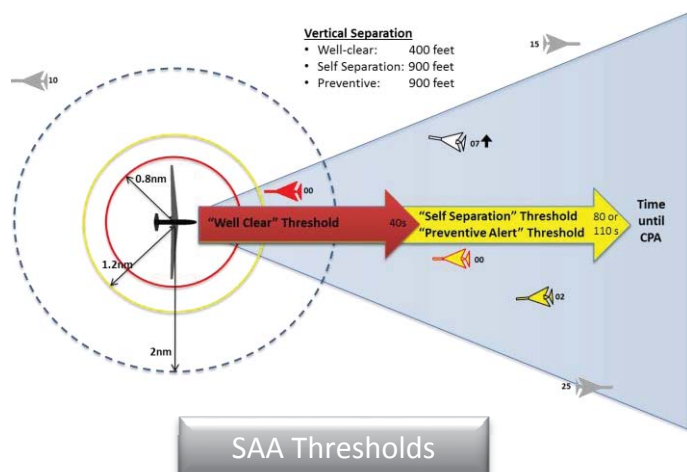 Vertical Separation
• Well-clear: 400 feet
• Self Separation: 900 feet
• Preventive: 900 feet
15
10
07
0.8nm
00
"Well Clear" Threshold
40s
"Self Separation" Threshold
"Preventive Alert" Threshold
80 or
110 s
Time
until
CPA
1.2nm
00
02
2nm
25
SAA Thresholds